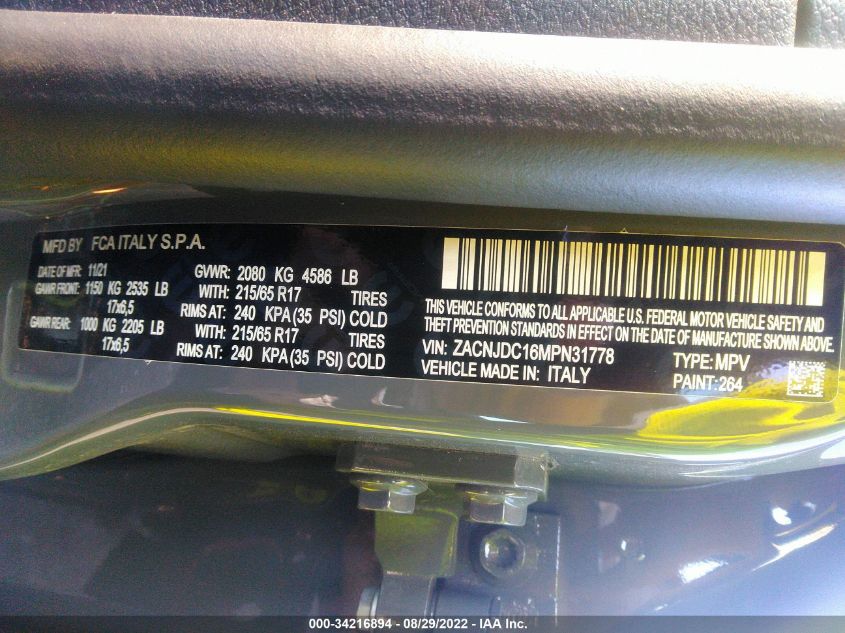 MFD BY FCA ITALY S.P.A.
DATE OF MFR: 11/21 GVWR: 2080 KG 4586 LB
GAWR FRONT: 1150 KG 2535 LB WITH: 215/65 R17 TIRES
17x6,5 RIMS AT: 240 KPA (35 PSI) COLD
GAWR REAR: 1000 KG 2205 LB WITH: 215/65 R17 TIRES
17x6,5 RIMS AT: 240 KPA (35 PSI) COLD
THIS VEHICLE CONFORMS TO ALL APPLICABLE U.S. FEDERAL MOTOR VEHICLE SAFETY AND
THEFT PREVENTION STANDARDS IN EFFECT ON THE DATE OF MANUFACTURE SHOWN ABOVE.
VIN: ZACNJDC16MPN31778 TYPE: MPV
VEHICLE MADE IN: ITALY PAINT: 264
000-34216894 - 08/29/2022 - IAA Inc.